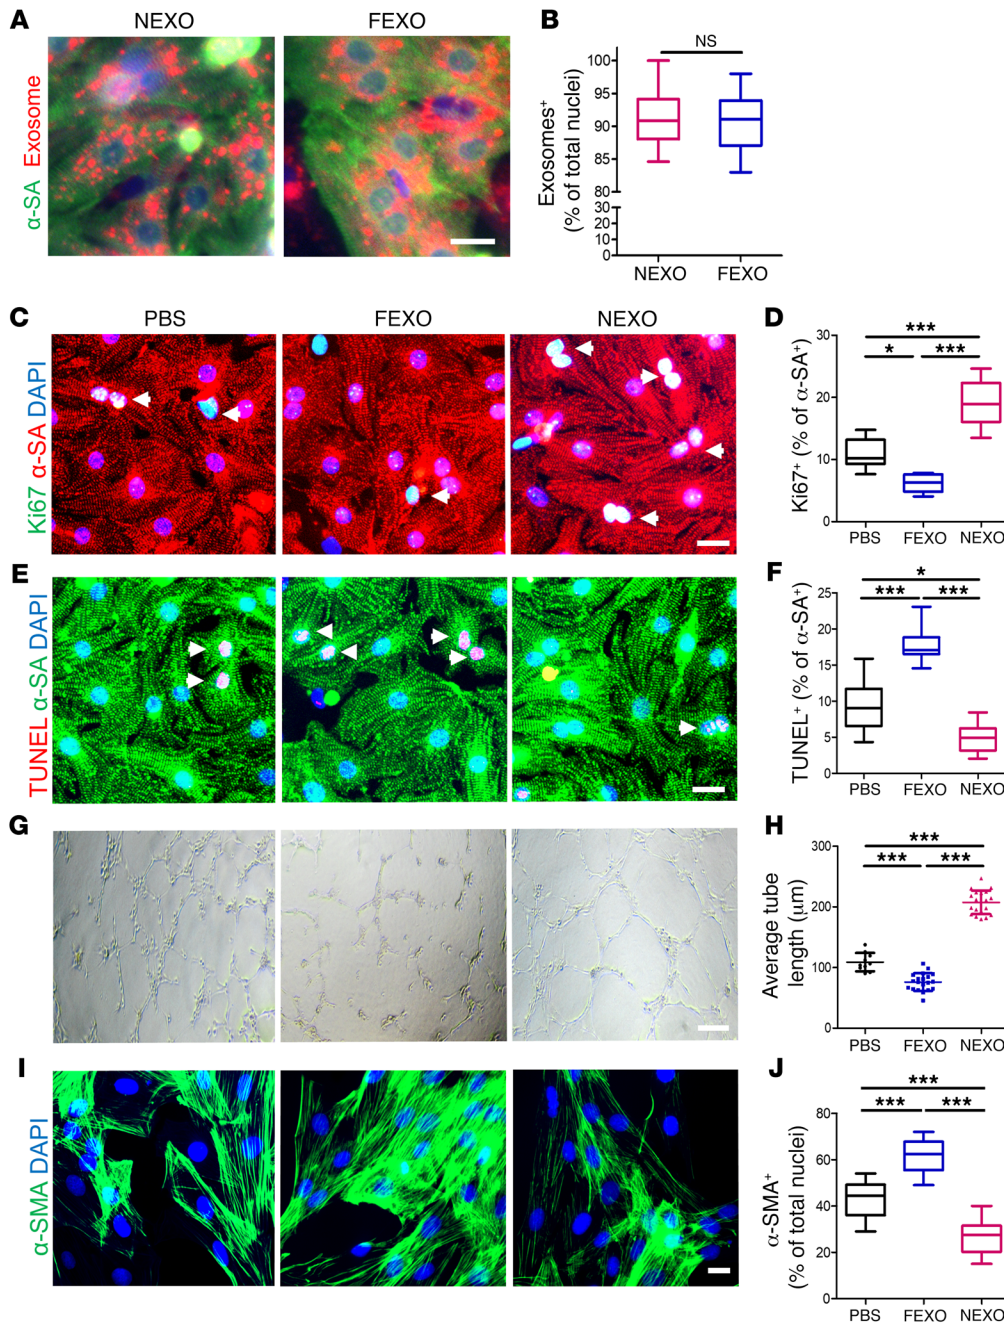 A
NEXO
FEXO
α-SA Exosome
B
NS
Exosomes⁺
(% of total nuclei)
100
95
90
85
80
30
20
10
0
NEXO
FEXO
C
PBS
FEXO
NEXO
Ki67 α-SA DAPI
D
***
*
***
Ki67⁺ (% of α-SA⁺)
30
20
10
0
PBS
FEXO
NEXO
E
TUNEL α-SA DAPI
F
*
***
***
TUNEL⁺ (% of α-SA⁺)
25
20
15
10
5
0
PBS
FEXO
NEXO
G
H
***
***
***
Average tube
length (μm)
300
200
100
0
PBS
FEXO
NEXO
I
α-SMA DAPI
J
***
***
***
α-SMA⁺
(% of total nuclei)
80
60
40
20
0
PBS
FEXO
NEXO